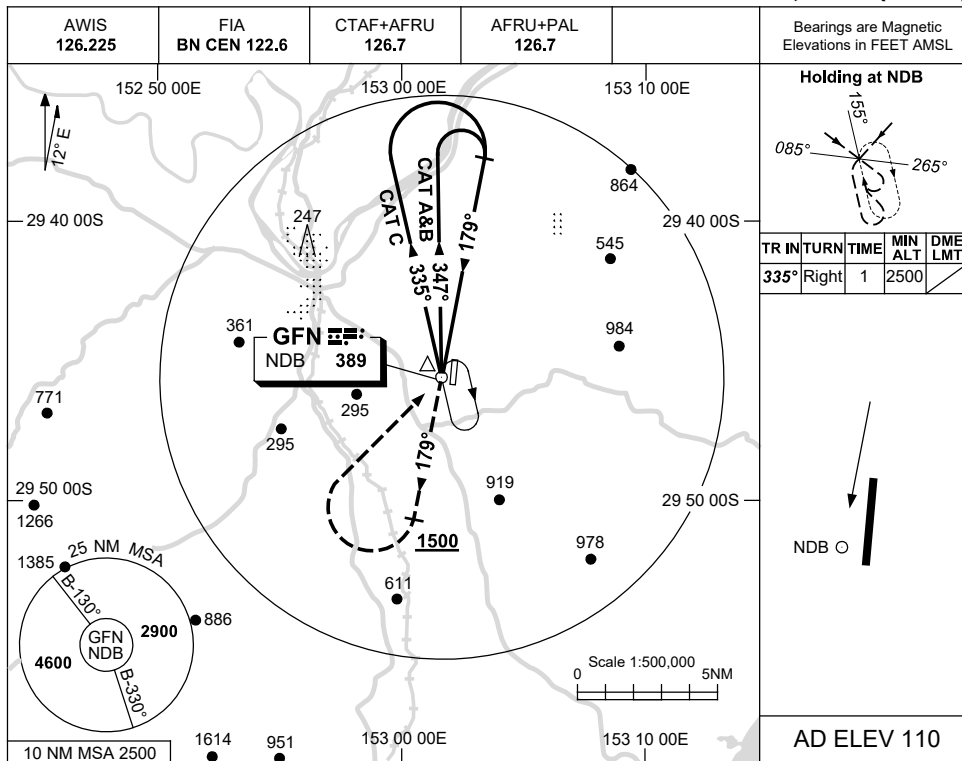 AWIS
126.225
FIA
BN CEN 122.6
CTAF+AFRU
126.7
AFRU+PAL
126.7
Bearings are Magnetic
Elevations in FEET AMSL
152 50 00E
153 00 00E
153 10 00E
12° E
Holding at NDB
155°
085°
265°
TR IN TURN TIME MIN ALT DME LMT
335° Right 1 2500
864
29 40 00S
29 40 00S
247
545
CAT C
CAT A&B
335°
347°
179°
361
984
GFN
NDB 389
295
295
771
179°
29 50 00S
29 50 00S
1266
919
1500
978
611
1385
25 NM MSA
B-130°
GFN
NDB
2900
4600
B-330°
886
Scale 1:500,000
0 5NM
NDB
10 NM MSA 2500
1614
951
153 00 00E
153 10 00E
AD ELEV 110